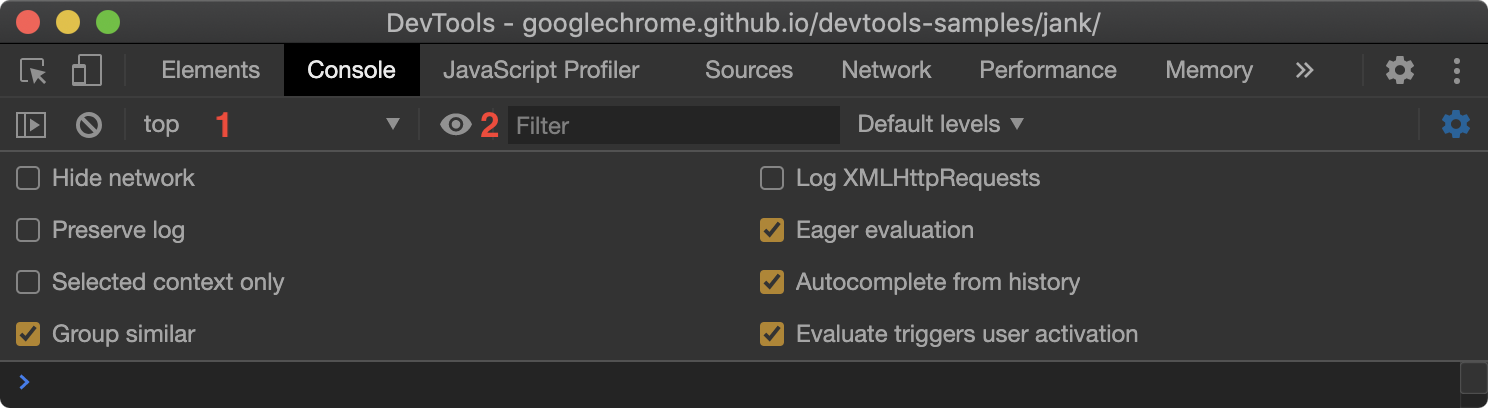 DevTools - googlechrome.github.io/devtools-samples/jank/
Elements Console JavaScript Profiler Sources Network Performance Memory »
top 1 ▼ 2 Filter Default levels ▼
Hide network Log XMLHttpRequests
Preserve log Eager evaluation
Selected context only Autocomplete from history
Group similar Evaluate triggers user activation